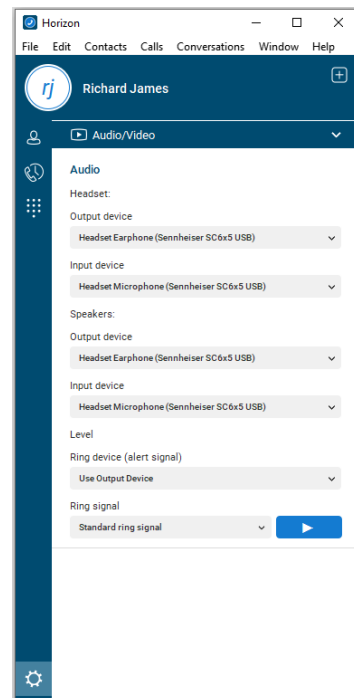 Horizon
File Edit Contacts Calls Conversations Window Help
rj
Richard James
Audio/Video
Audio
Headset:
Output device
Headset Earphone (Sennheiser SC6x5 USB)
Input device
Headset Microphone (Sennheiser SC6x5 USB)
Speakers:
Output device
Headset Earphone (Sennheiser SC6x5 USB)
Input device
Headset Microphone (Sennheiser SC6x5 USB)
Level
Ring device (alert signal)
Use Output Device
Ring signal
Standard ring signal